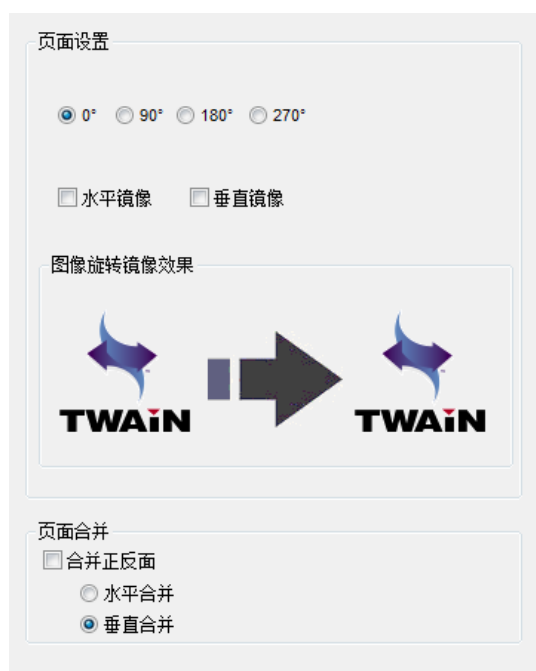 页面设置
0° 90° 180° 270°
水平镜像 垂直镜像
图像旋转镜像效果
TWAiN TWAiN
页面合并
合并正反面
水平合并
垂直合并